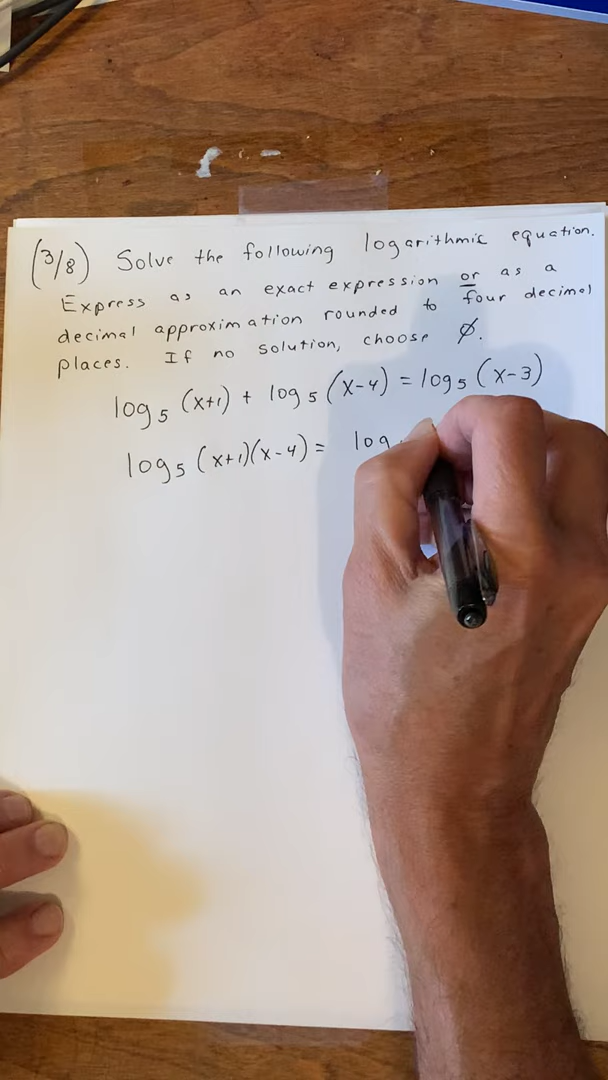 (3/8) Solve the following logarithmic equation.
Express as an exact expression or as a
decimal approximation rounded to four decimal
places. If no solution, choose ∅.
log₅ (x+1) + log₅ (x-4) = log₅ (x-3)
log₅ (x+1)(x-4) = log